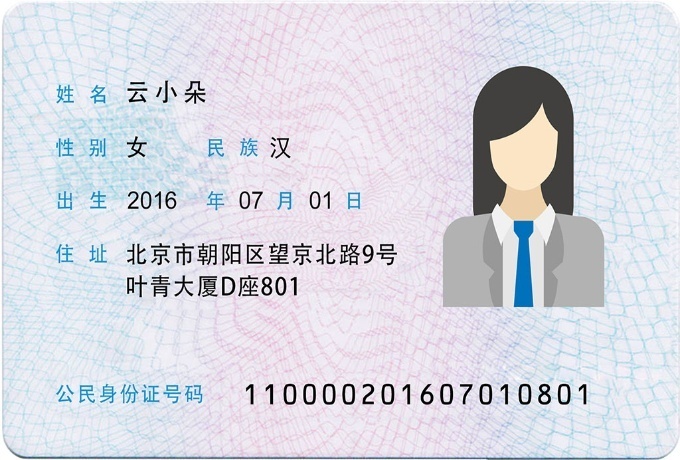 姓名 云小朵
性别 女 民族 汉
出生 2016 年 07 月 01 日
住址 北京市朝阳区望京北路9号
叶青大厦D座801
公民身份证号码 110000201607010801